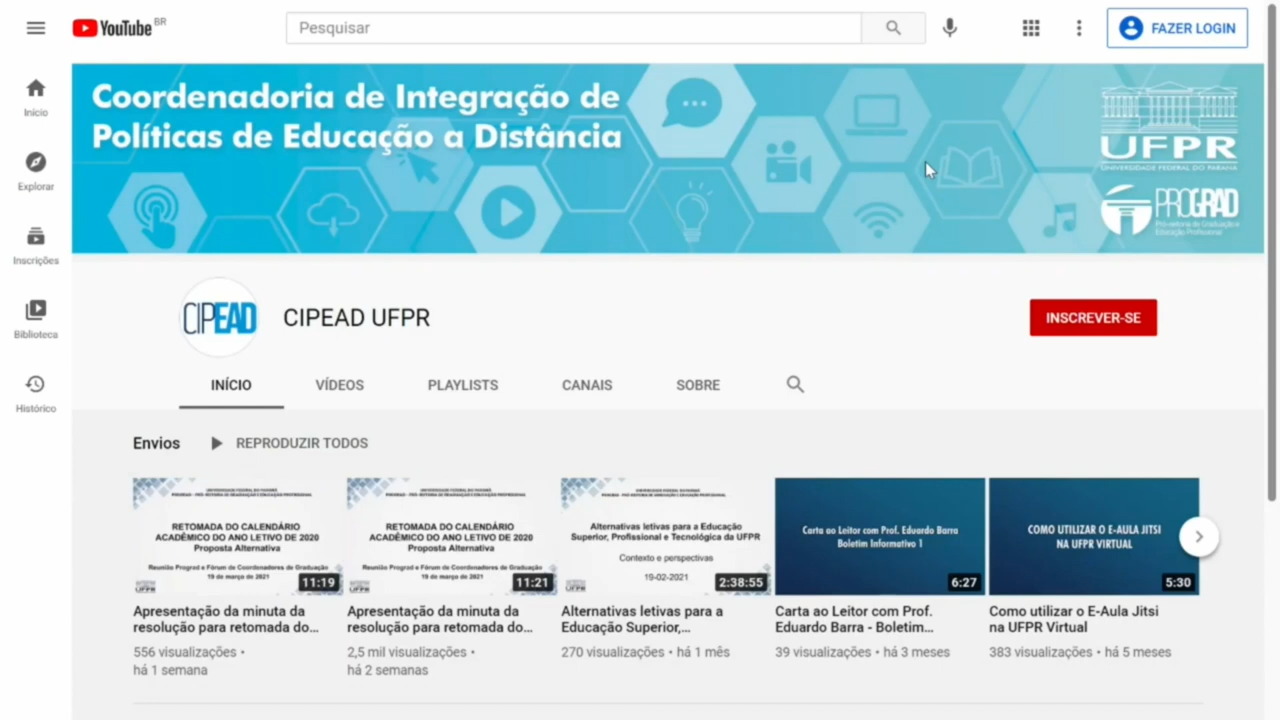 YouTube BR
Pesquisar
FAZER LOGIN
Início
Explorar
Inscrições
Biblioteca
Histórico
Coordenadoria de Integração de
Políticas de Educação a Distância
UFPR
UNIVERSIDADE FEDERAL DO PARANÁ
PROGRAD
Pró-reitoria de Graduação e
Educação Profissional
CIPEAD
CIPEAD UFPR
INSCREVER-SE
INÍCIO
VÍDEOS
PLAYLISTS
CANAIS
SOBRE
Envios
REPRODUZIR TODOS
RETOMADA DO CALENDÁRIO
ACADÊMICO DO ANO LETIVO DE 2020
Proposta Alternativa
Reunião Prograd e Fórum de Coordenadores de Graduação
19 de março de 2021
UFPR
11:19
Apresentação da minuta da
resolução para retomada do...
556 visualizações •
há 1 semana
RETOMADA DO CALENDÁRIO
ACADÊMICO DO ANO LETIVO DE 2020
Proposta Alternativa
Reunião Prograd e Fórum de Coordenadores de Graduação
19 de março de 2021
UFPR
11:21
Apresentação da minuta da
resolução para retomada do...
2,5 mil visualizações •
há 2 semanas
Alternativas letivas para a Educação
Superior, Profissional e Tecnológica da UFPR
Contexto e perspectivas
19-02-2021
UFPR
2:38:55
Alternativas letivas para a
Educação Superior,...
270 visualizações • há 1 mês
Carta ao Leitor com Prof. Eduardo Barra
Boletim Informativo 1
6:27
Carta ao Leitor com Prof.
Eduardo Barra - Boletim...
39 visualizações • há 3 meses
COMO UTILIZAR O E-AULA JITSI
NA UFPR VIRTUAL
5:30
Como utilizar o E-Aula Jitsi
na UFPR Virtual
383 visualizações • há 5 meses